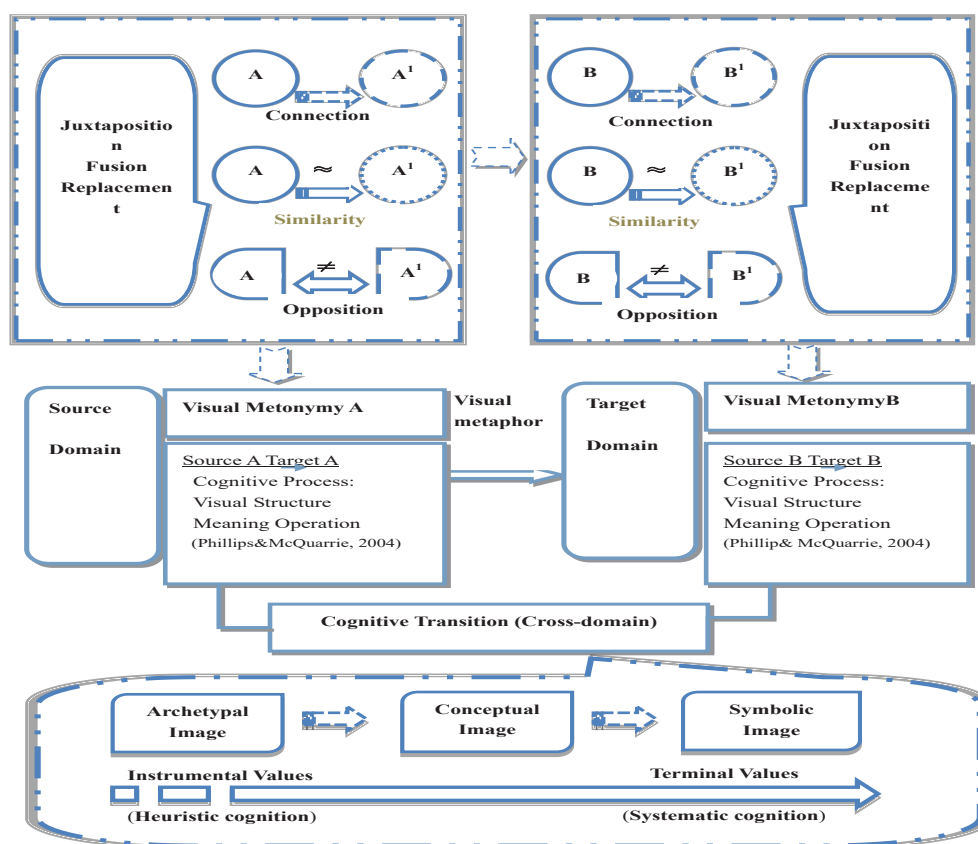 Juxtapositio
n
Fusion
Replacemen
t
A
A¹
Connection
A
≈
A¹
Similarity
A
≠
A¹
Opposition
B
B¹
Connection
B
≈
B¹
Similarity
B
≠
B¹
Opposition
Juxtapositi
on
Fusion
Replaceme
nt
Source
Domain
Visual Metonymy A
Source A Target A
Cognitive Process:
Visual Structure
Meaning Operation
(Phillips&McQuarrie, 2004)
Visual
metaphor
Target
Domain
Visual MetonymyB
Source B Target B
Cognitive Process:
Visual Structure
Meaning Operation
(Phillip& McQuarrie, 2004)
Cognitive Transition (Cross-domain)
Archetypal
Image
Conceptual
Image
Symbolic
Image
Instrumental Values
Terminal Values
(Heuristic cognition)
(Systematic cognition)